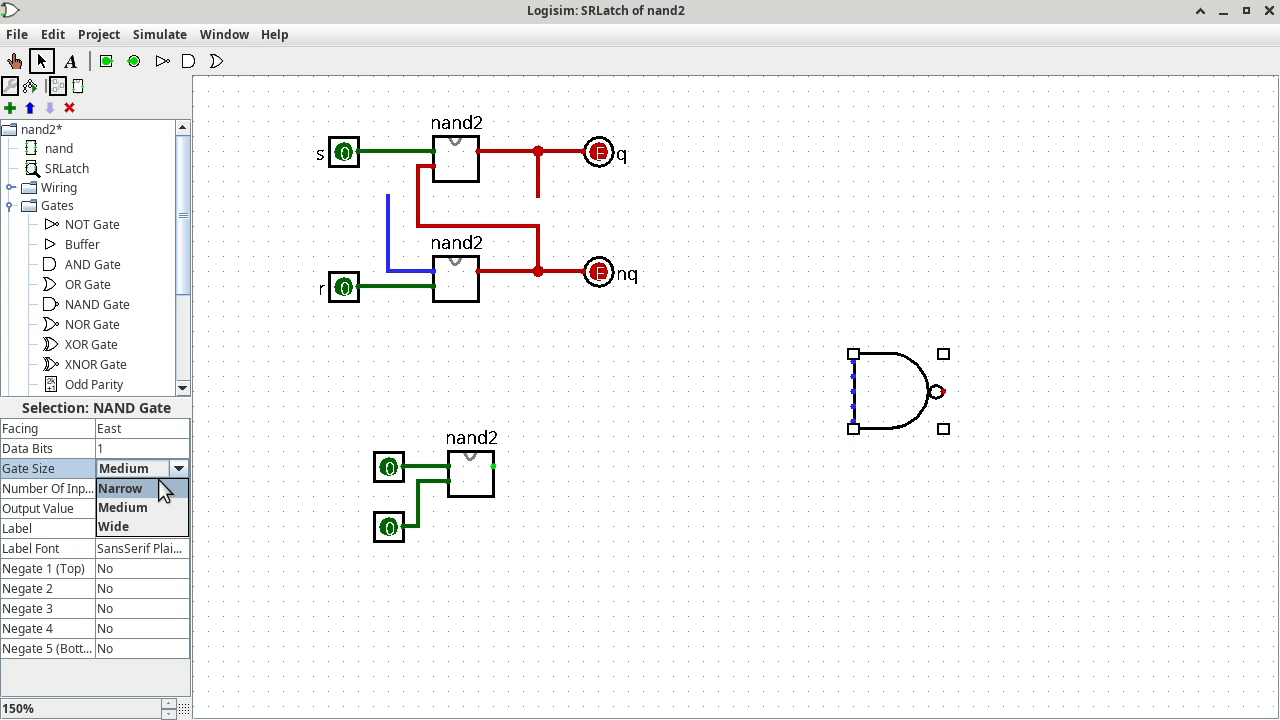 Logisim: SRLatch of nand2
File Edit Project Simulate Window Help
A
nand2*
nand
SRLatch
Wiring
Gates
NOT Gate
Buffer
AND Gate
OR Gate
NAND Gate
NOR Gate
XOR Gate
XNOR Gate
Odd Parity
Selection: NAND Gate
Facing East
Data Bits 1
Gate Size Medium
Number Of Inp... Narrow
Output Value Medium
Label Wide
Label Font SansSerif Plai...
Negate 1 (Top) No
Negate 2 No
Negate 3 No
Negate 4 No
Negate 5 (Bott... No
150%
nand2
s 0 E q
nand2
r 0 E nq
nand2
0
0